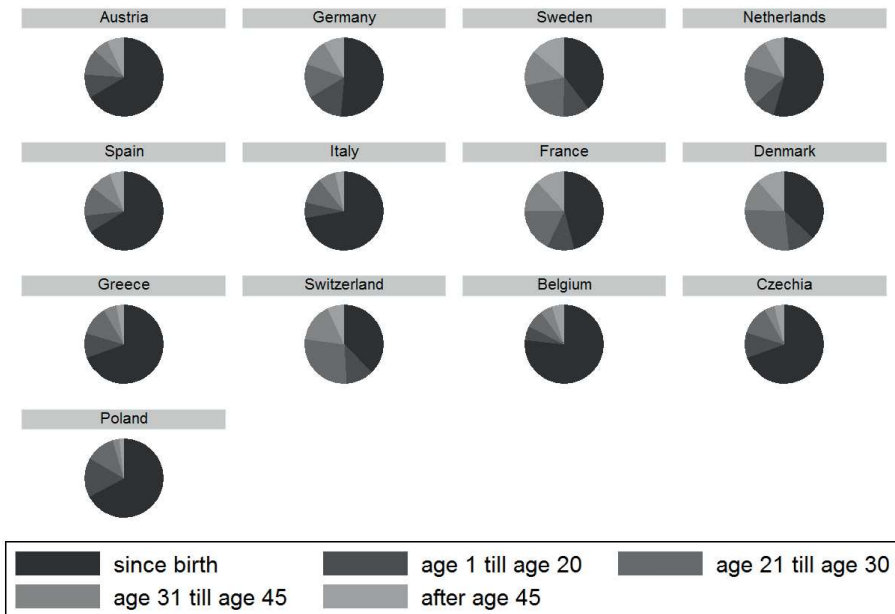 Austria
Germany
Sweden
Netherlands
Spain
Italy
France
Denmark
Greece
Switzerland
Belgium
Czechia
Poland
since birth
age 1 till age 20
age 21 till age 30
age 31 till age 45
after age 45